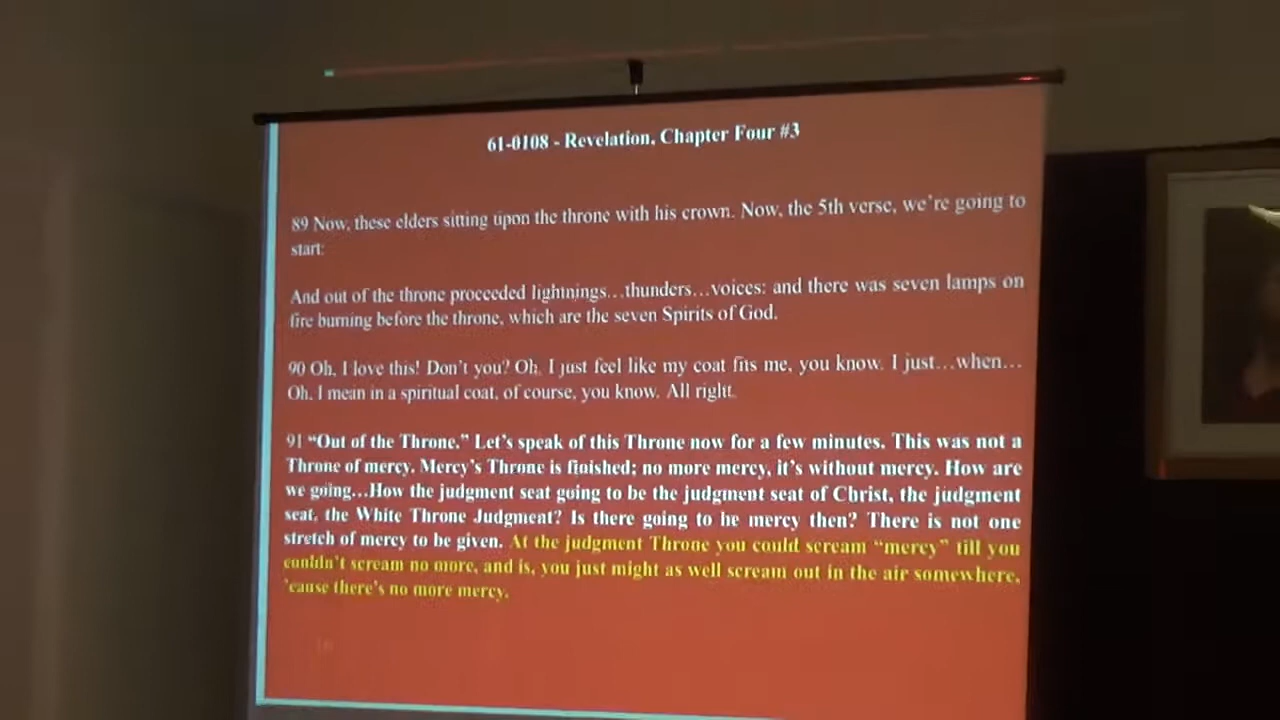 61-0108 - Revelation, Chapter Four #3
89 Now, these elders sitting upon the throne with his crown. Now, the 5th verse, we're going to
start:
And out of the throne proceeded lightnings…thunders…voices: and there was seven lamps on
fire burning before the throne, which are the seven Spirits of God.
90 Oh, I love this! Don't you? Oh, I just feel like my coat fits me, you know. I just…when…
Oh, I mean in a spiritual coat, of course, you know. All right.
91 “Out of the Throne.” Let's speak of this Throne now for a few minutes. This was not a
Throne of mercy. Mercy's Throne is finished; no more mercy, it's without mercy. How are
we going…How the judgment seat going to be the judgment seat of Christ, the judgment
seat, the White Throne Judgment? Is there going to be mercy then? There is not one
stretch of mercy to be given. At the judgment Throne you could scream “mercy” till you
couldn't scream no more, and is, you just might as well scream out in the air somewhere,
'cause there's no more mercy.